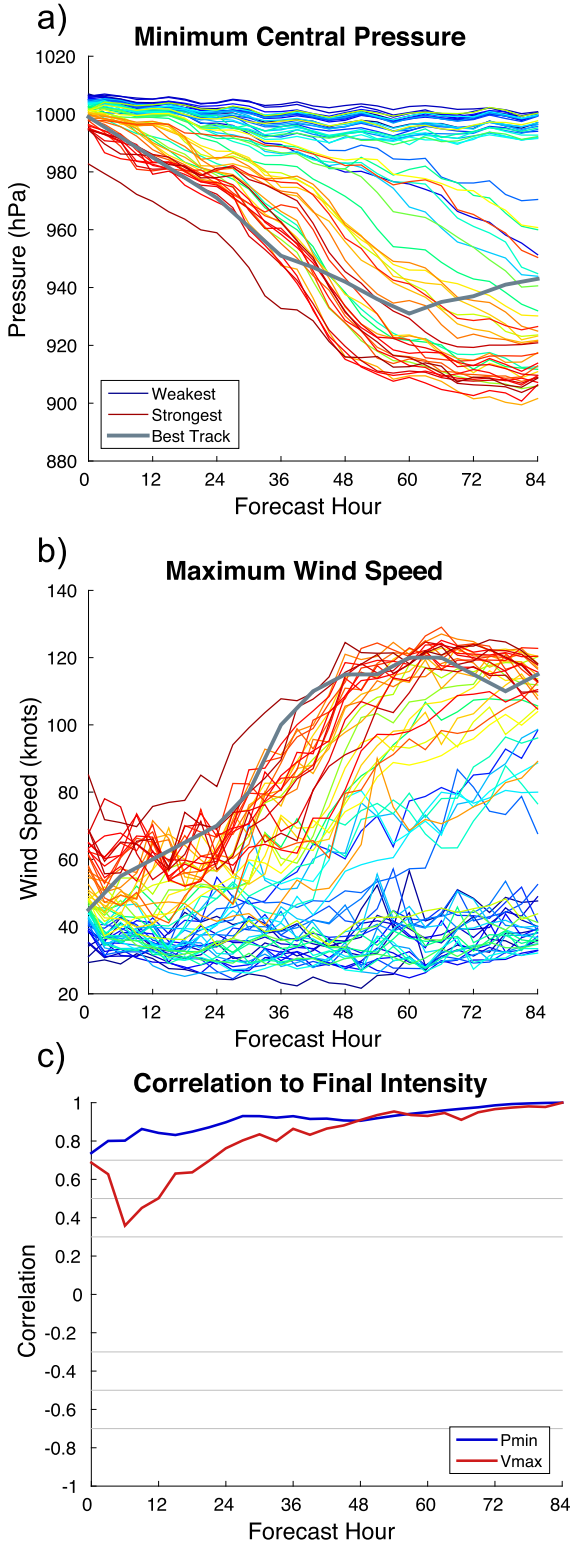 a)
Minimum Central Pressure
1020
1000
980
960
940
920
900
880
Pressure (hPa)
Weakest
Strongest
Best Track
0 12 24 36 48 60 72 84
Forecast Hour
b)
Maximum Wind Speed
140
120
100
80
60
40
20
Wind Speed (knots)
0 12 24 36 48 60 72 84
Forecast Hour
c)
Correlation to Final Intensity
1
0.8
0.6
0.4
0.2
0
-0.2
-0.4
-0.6
-0.8
-1
Correlation
Pmin
Vmax
0 12 24 36 48 60 72 84
Forecast Hour